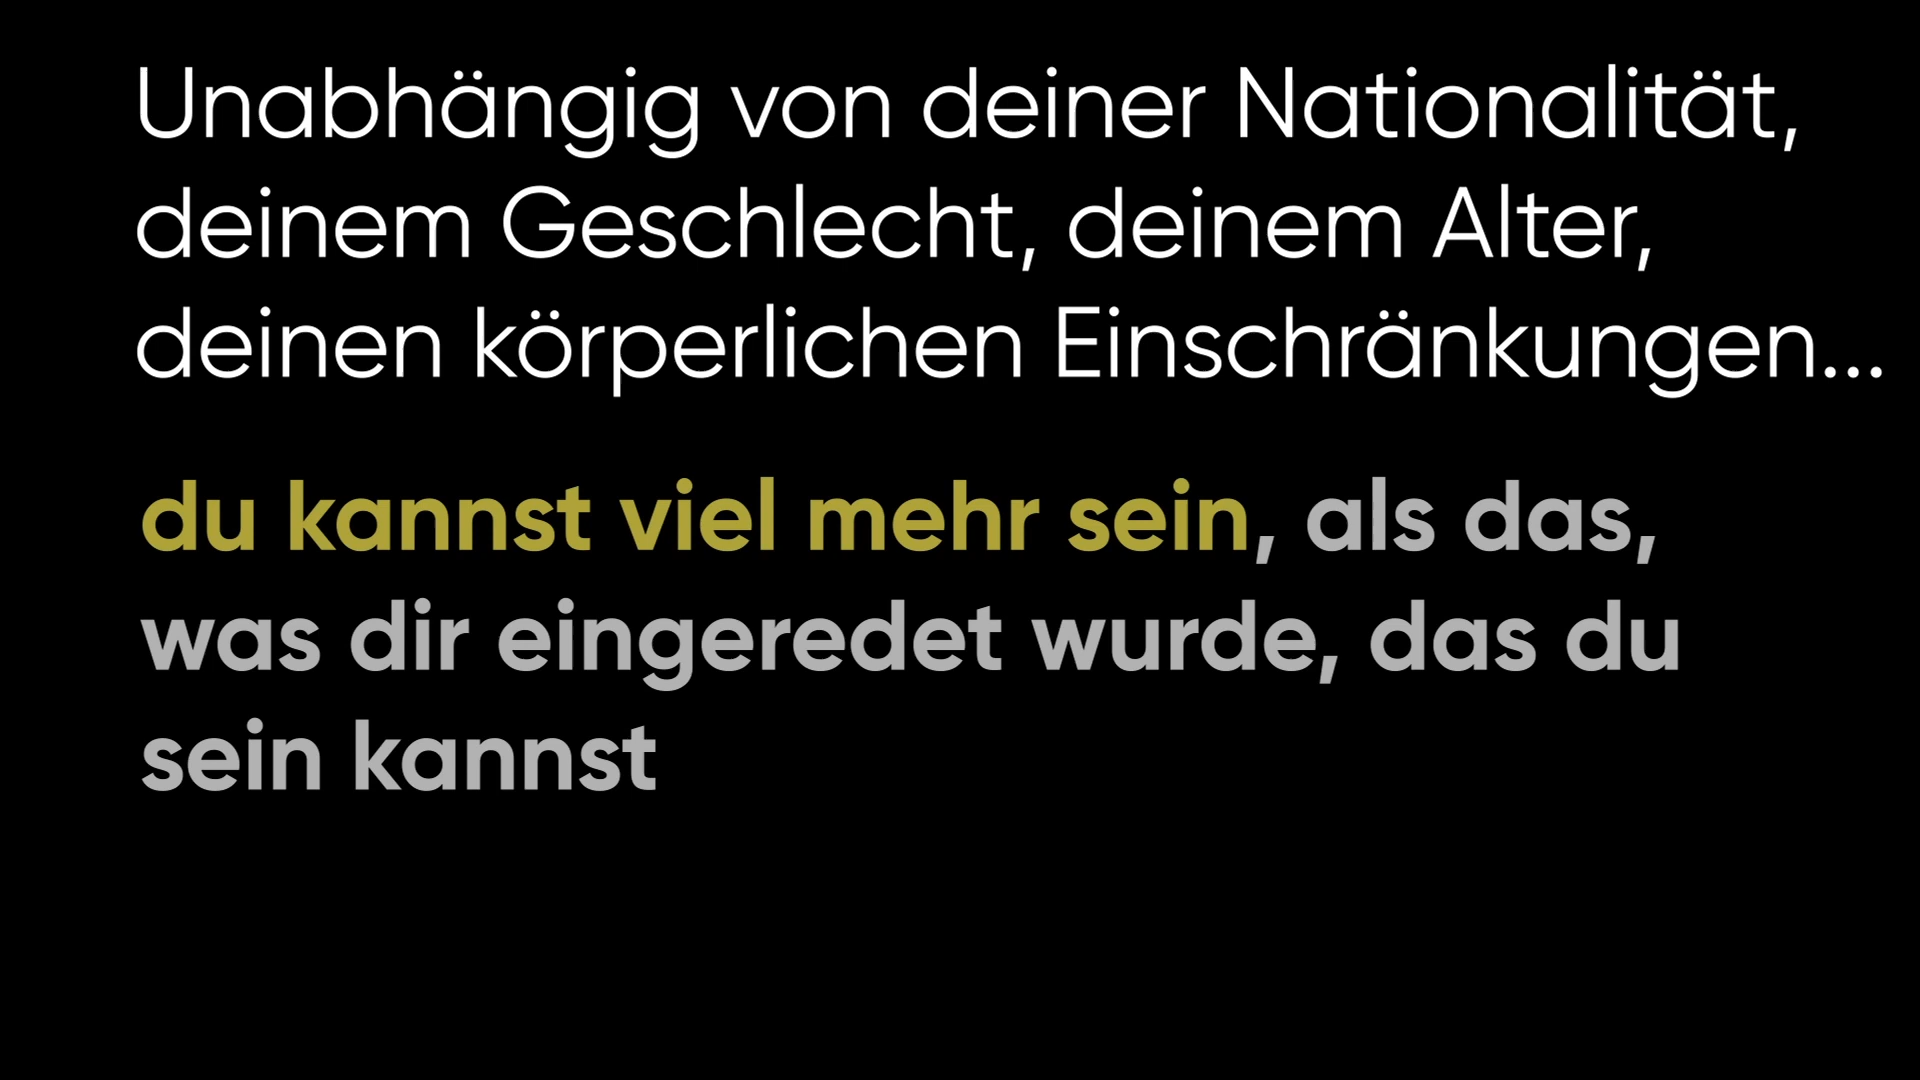 Unabhängig von deiner Nationalität,
deinem Geschlecht, deinem Alter,
deinen körperlichen Einschränkungen...
du kannst viel mehr sein, als das,
was dir eingeredet wurde, das du
sein kannst